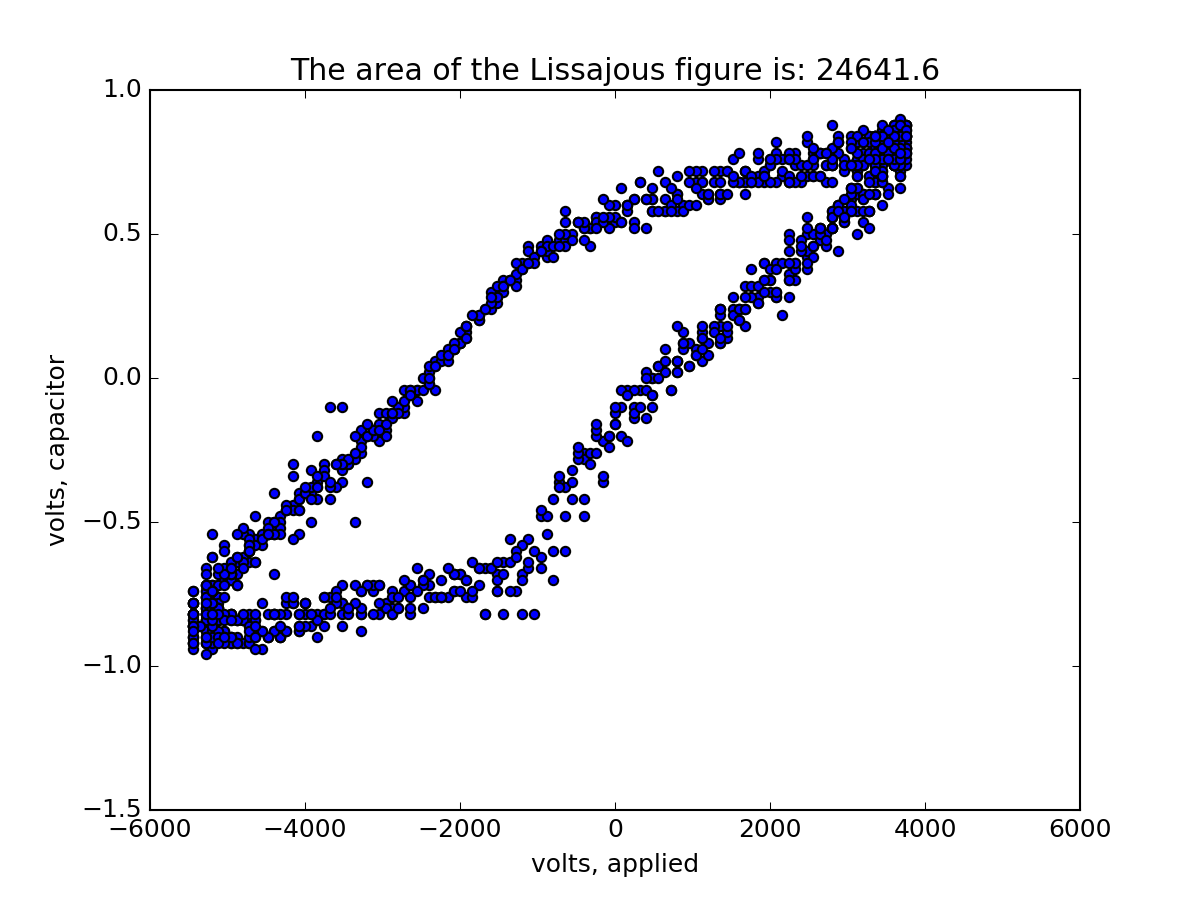 The area of the Lissajous figure is: 24641.6
1.0
0.5
0.0
−0.5
−1.0
−1.5
volts, capacitor
−6000 −4000 −2000 0 2000 4000 6000
volts, applied